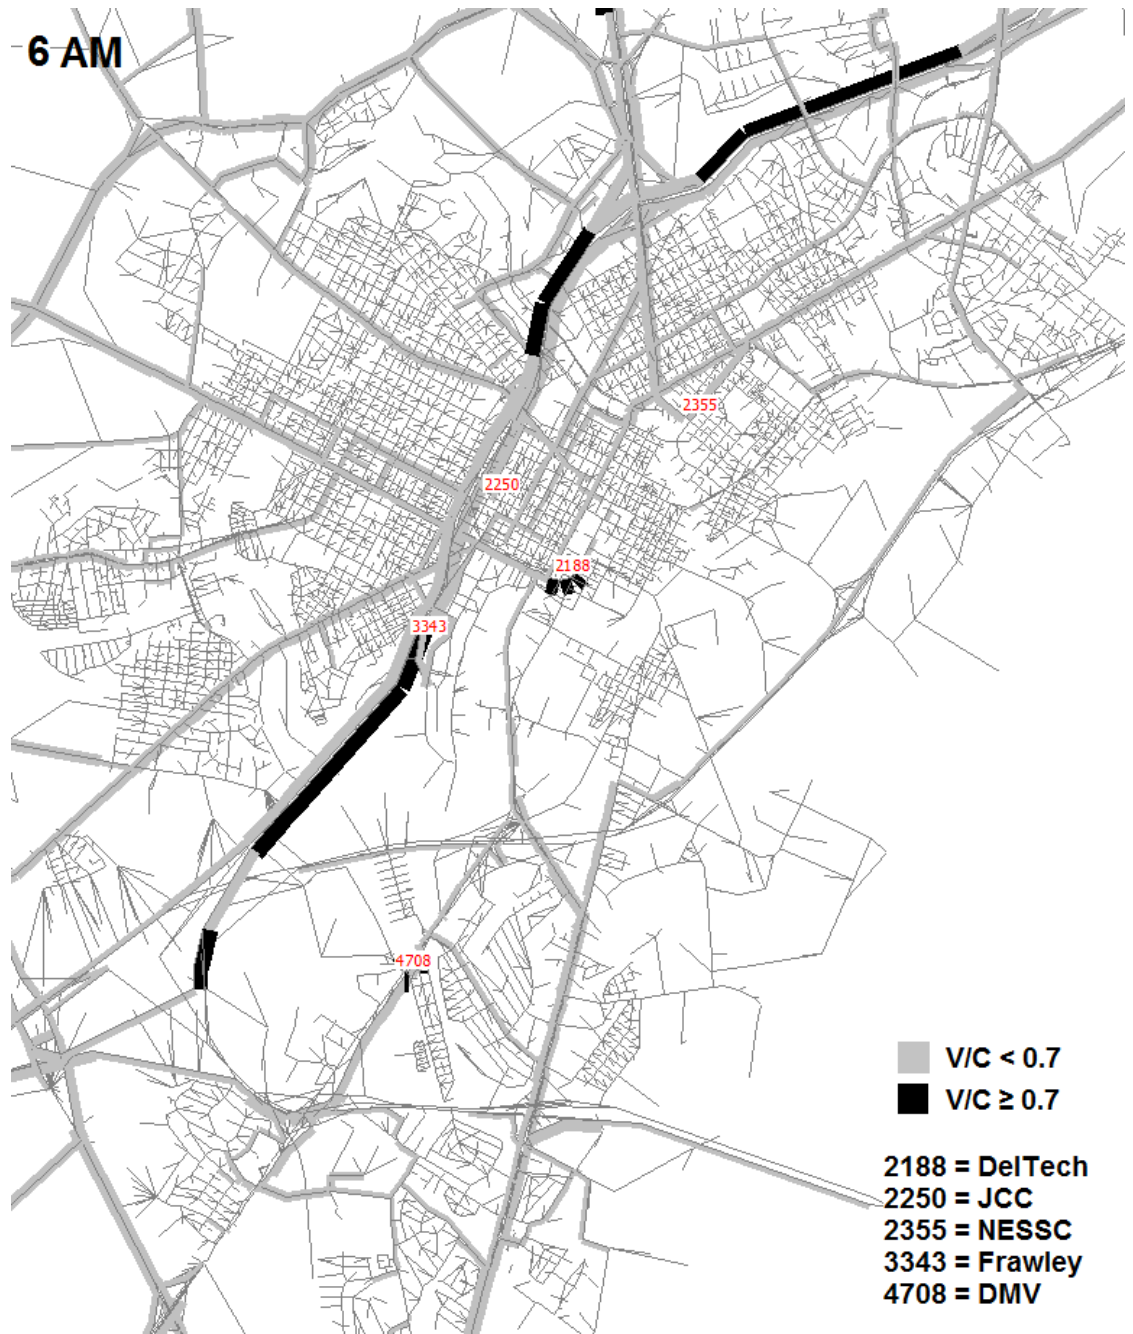 6 AM
2355
2250
2188
3343
4708
V/C < 0.7
V/C ≥ 0.7
2188 = DelTech
2250 = JCC
2355 = NESSC
3343 = Frawley
4708 = DMV